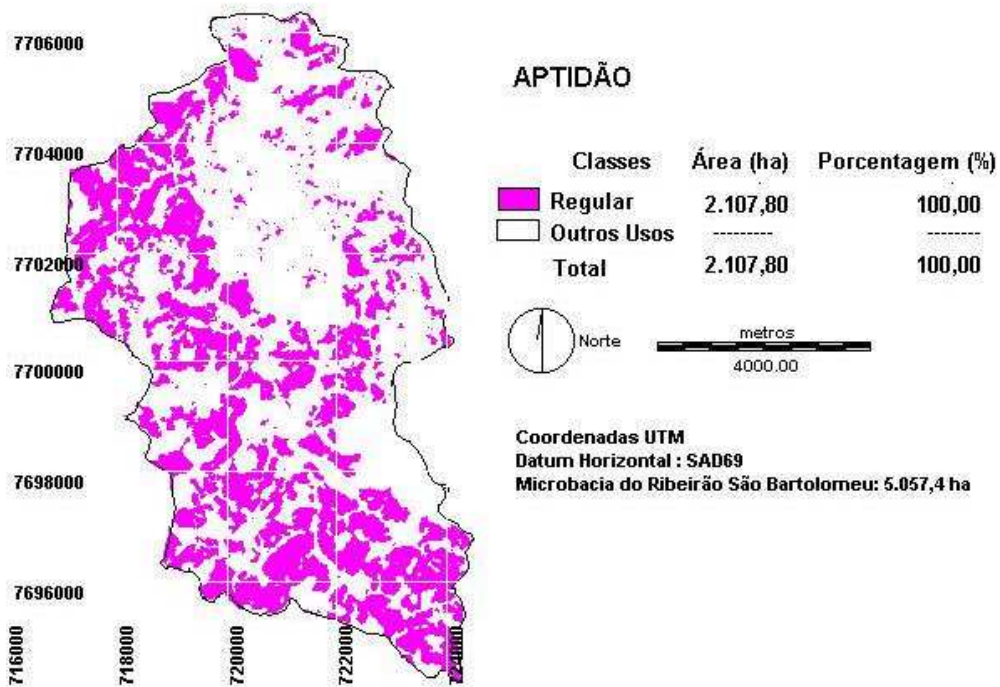 7706000
7704000
7702000
7700000
7698000
7696000
716000
718000
720000
722000
724000
APTIDÃO
Classes Área (ha) Porcentagem (%)
Regular 2.107,80 100,00
Outros Usos --------- -------
Total 2.107,80 100,00
Norte
metros
4000.00
Coordenadas UTM
Datum Horizontal : SAD69
Microbacia do Ribeirão São Bartolomeu: 5.057,4 ha